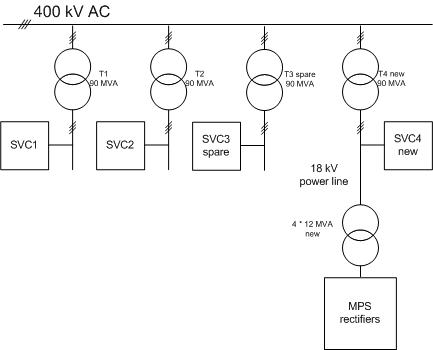 400 kV AC
T1
90 MVA
T2
90 MVA
T3 spare
90 MVA
T4 new
90 MVA
SVC1
SVC2
SVC3
spare
SVC4
new
18 kV
power line
4 * 12 MVA
new
MPS
rectifiers